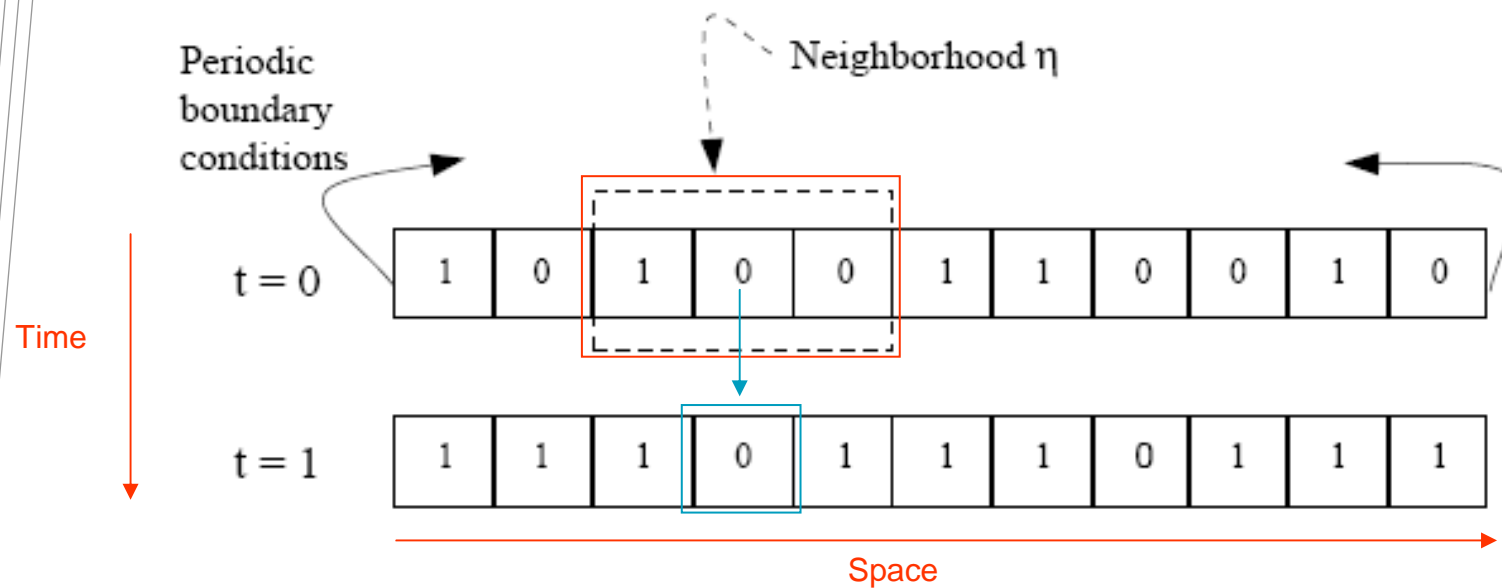 Periodic
boundary
conditions
Neighborhood η
t = 0
1 0 1 0 0 1 1 0 0 1 0
Time
t = 1
1 1 1 0 1 1 1 0 1 1 1
Space